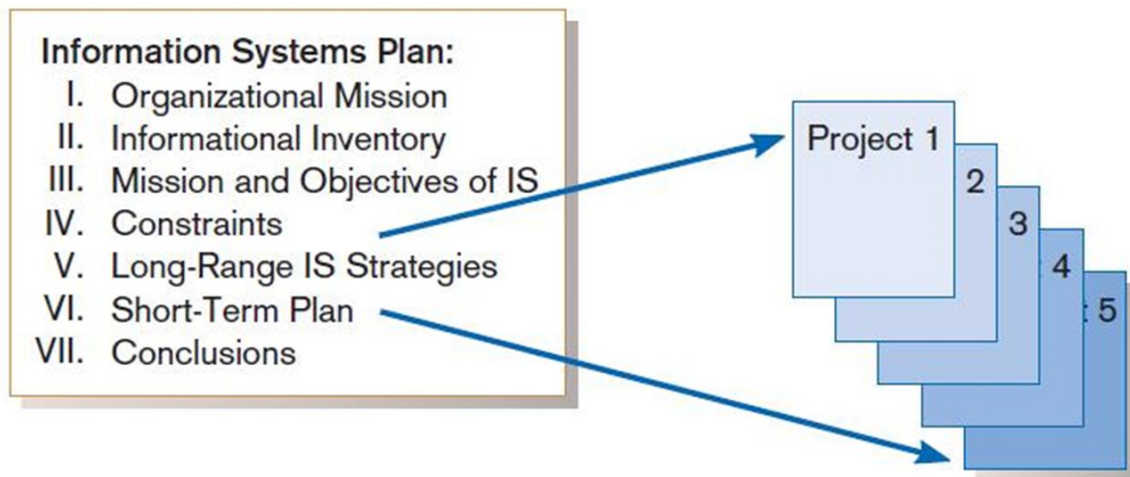 Information Systems Plan:
I. Organizational Mission
II. Informational Inventory
III. Mission and Objectives of IS
IV. Constraints
V. Long-Range IS Strategies
VI. Short-Term Plan
VII. Conclusions
Project 1
2
3
4
5